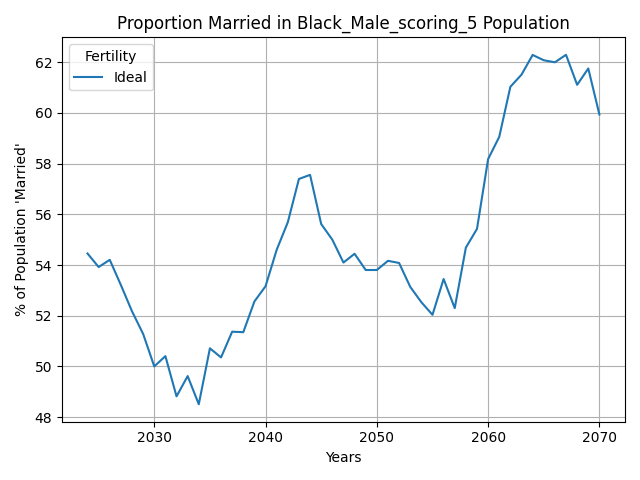 Proportion Married in Black_Male_scoring_5 Population
Fertility
Ideal
% of Population 'Married'
62
60
58
56
54
52
50
48
2030
2040
2050
2060
2070
Years